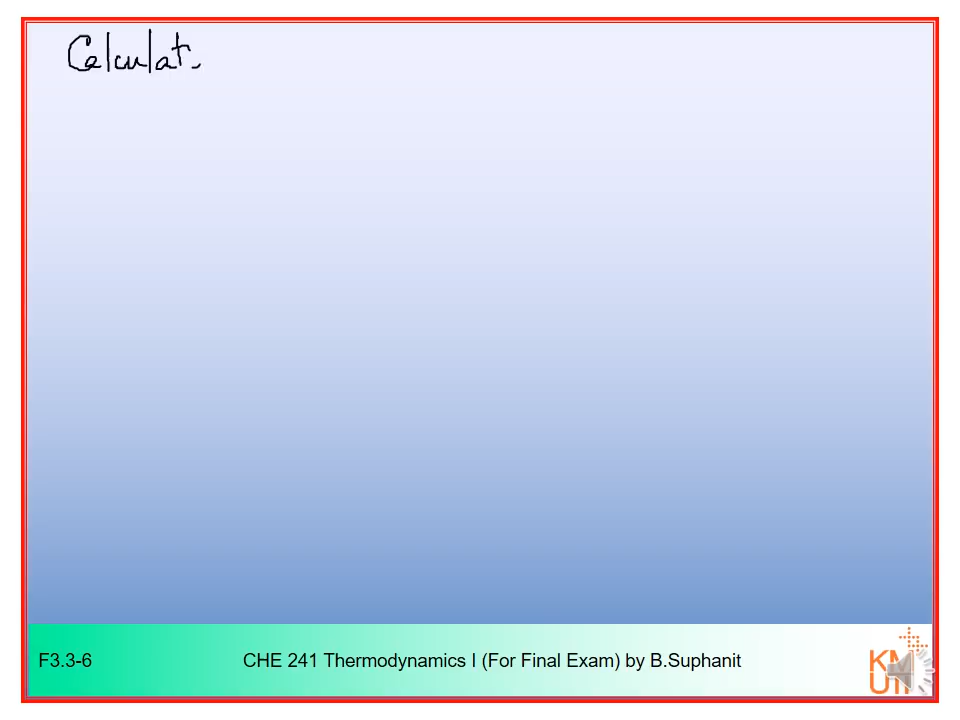 Calculat
F3.3-6
CHE 241 Thermodynamics I (For Final Exam) by B.Suphanit